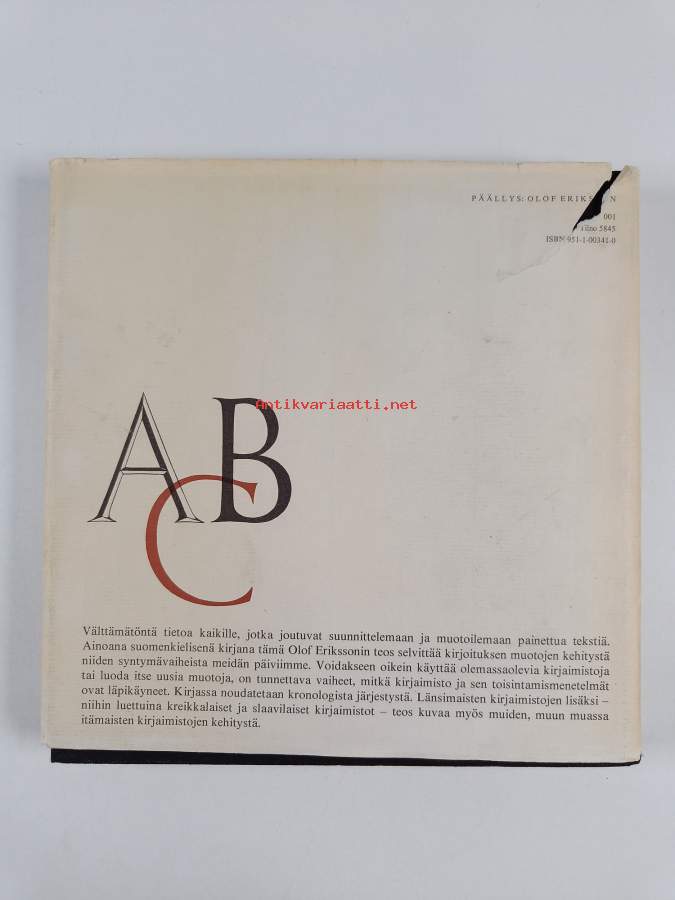 PÄÄLLYS: OLOF
001
5845
ISBN 951-1-00341-0
Antikvariaatti.net
A B
C
Välttämätöntä tietoa kaikille, jotka joutuvat suunnittelemaan ja muotoilemaan painettua tekstiä.
Ainoana suomenkielisenä kirjana tämä Olof Erikssonin teos selvittää kirjoituksen muotojen kehitystä
niiden syntymävaiheista meidän päiviimme. Voidakseen oikein käyttää olemassaolevia kirjaimistoja
tai luoda itse uusia muotoja, on tunnettava vaiheet, mitkä kirjaimisto ja sen toisintamismenetelmät
ovat läpikäyneet. Kirjassa noudatetaan kronologista järjestystä. Länsimaisten kirjaimistojen lisäksi –
niihin luettuina kreikkalaiset ja slaavilaiset kirjaimistot – teos kuvaa myös muiden, muun muassa
itämaisten kirjaimistojen kehitystä.